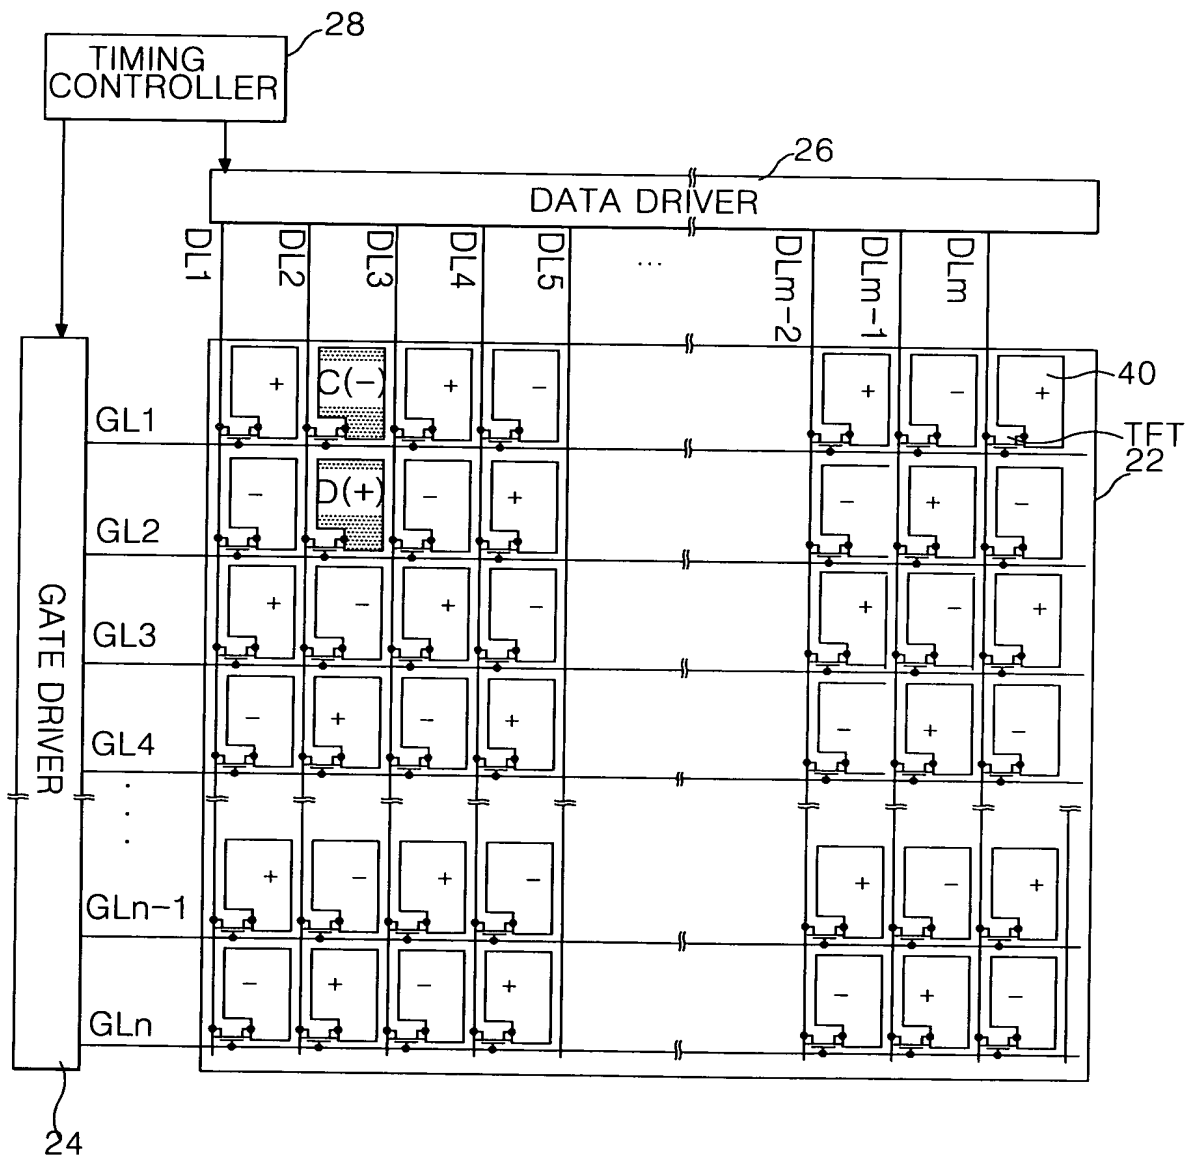 28
TIMING
CONTROLLER
26
DATA DRIVER
DL1
DL2
DL3
DL4
DL5
...
DLm-2
DLm-1
DLm
GL1
+
C(-)
+
-
+
-
+
40
TFT
22
GL2
-
D(+)
-
+
-
+
-
GL3
+
-
+
-
+
-
+
GATE DRIVER
GL4
-
+
-
+
-
+
-
GLn-1
+
-
+
-
+
-
+
GLn
-
+
-
+
-
+
-
24